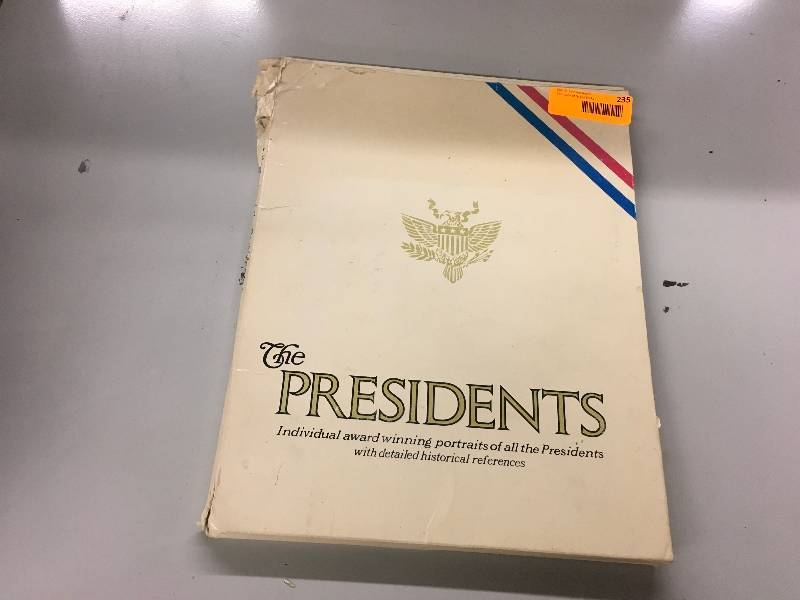 235
The
PRESIDENTS
Individual award winning portraits of all the Presidents
with detailed historical references